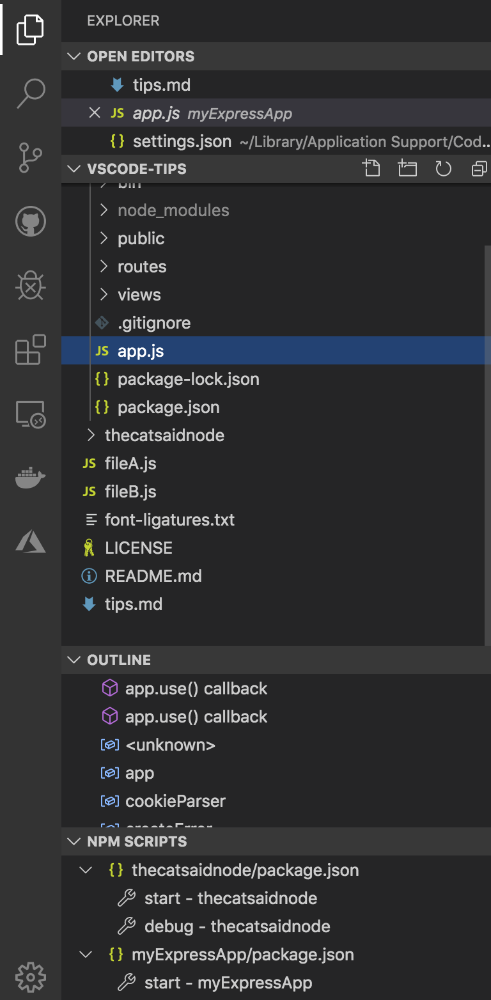 EXPLORER
OPEN EDITORS
tips.md
JS app.js myExpressApp
{} settings.json ~/Library/Application Support/Cod...
VSCODE-TIPS
bin
node_modules
public
routes
views
.gitignore
JS app.js
{} package-lock.json
{} package.json
thecatsaidnode
JS fileA.js
JS fileB.js
font-ligatures.txt
LICENSE
README.md
tips.md
OUTLINE
app.use() callback
app.use() callback
<unknown>
app
cookieParser
createError
NPM SCRIPTS
{} thecatsaidnode/package.json
start - thecatsaidnode
debug - thecatsaidnode
{} myExpressApp/package.json
start - myExpressApp